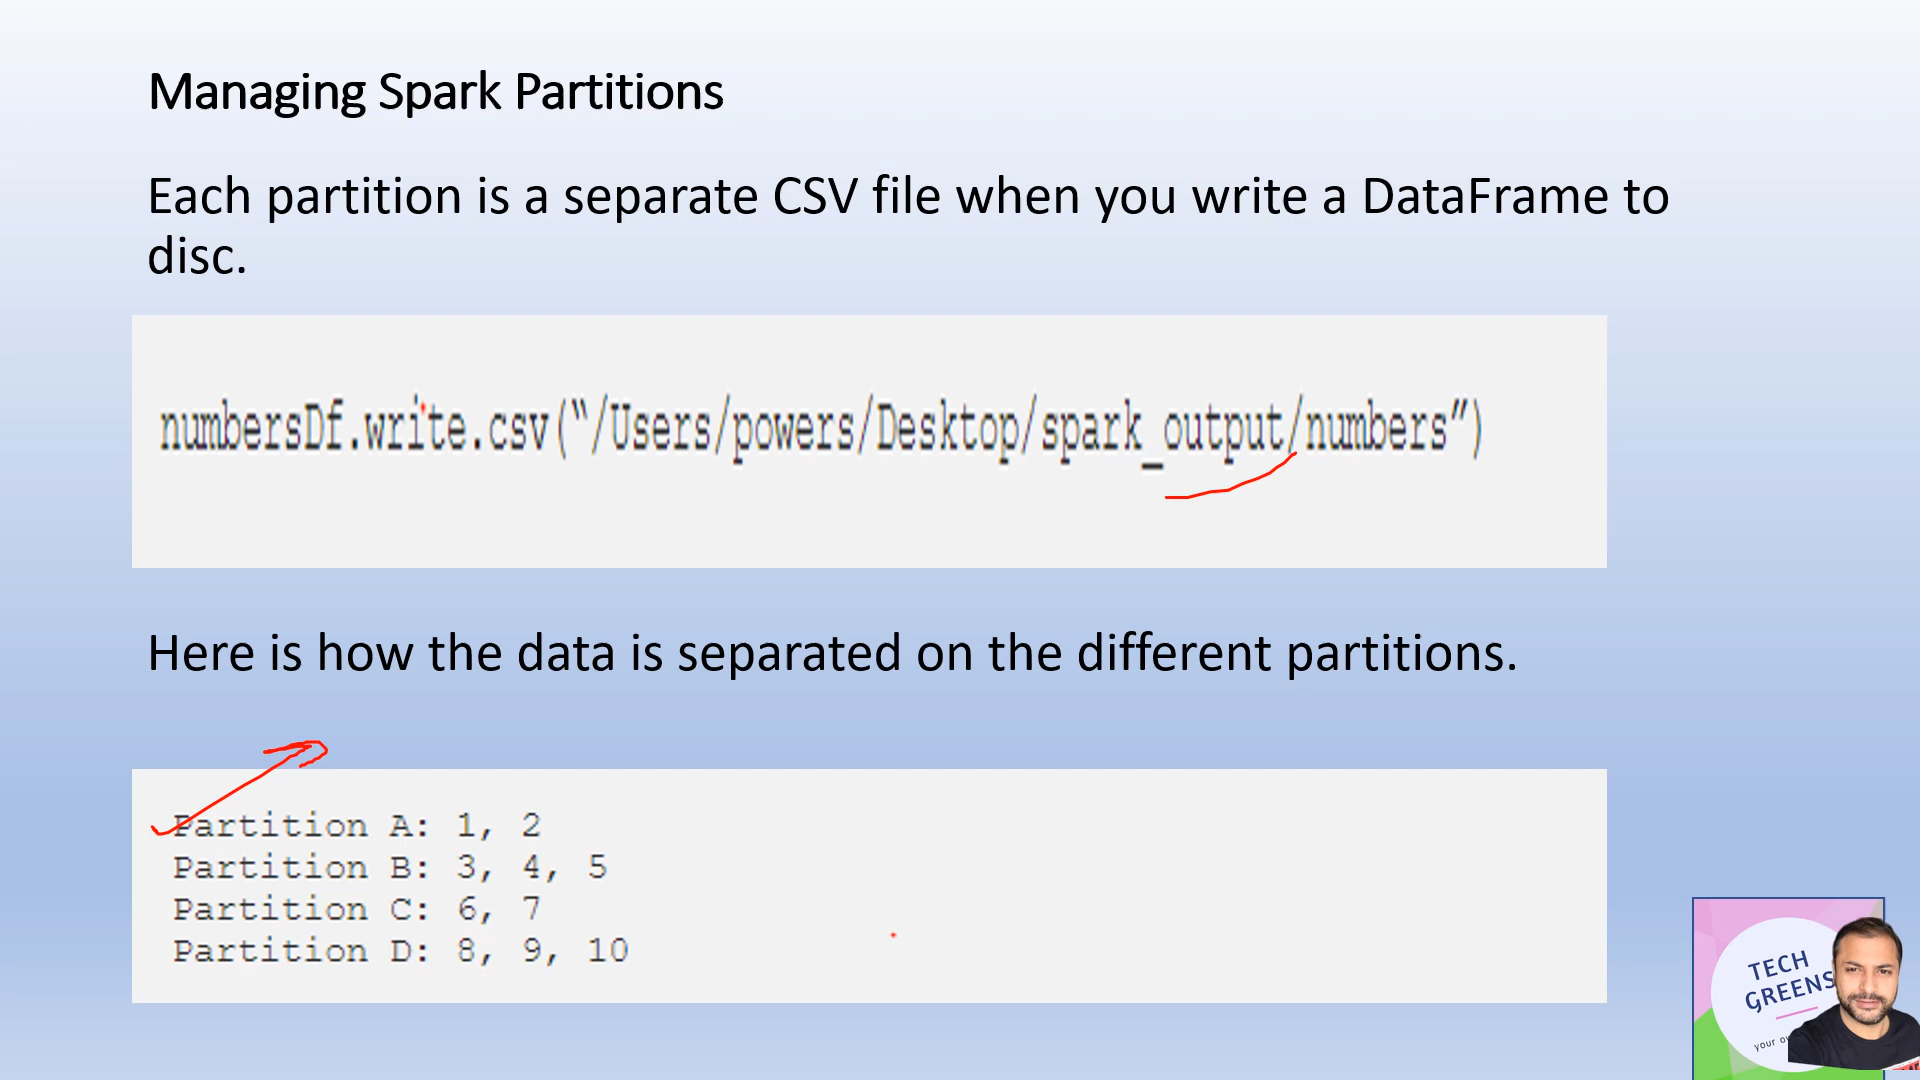 Managing Spark Partitions
Each partition is a separate CSV file when you write a DataFrame to
disc.
numbersDf.write.csv(“/Users/powers/Desktop/spark_output/numbers”)
Here is how the data is separated on the different partitions.
Partition A: 1, 2
Partition B: 3, 4, 5
Partition C: 6, 7
Partition D: 8, 9, 10
TECH
GREENS
your